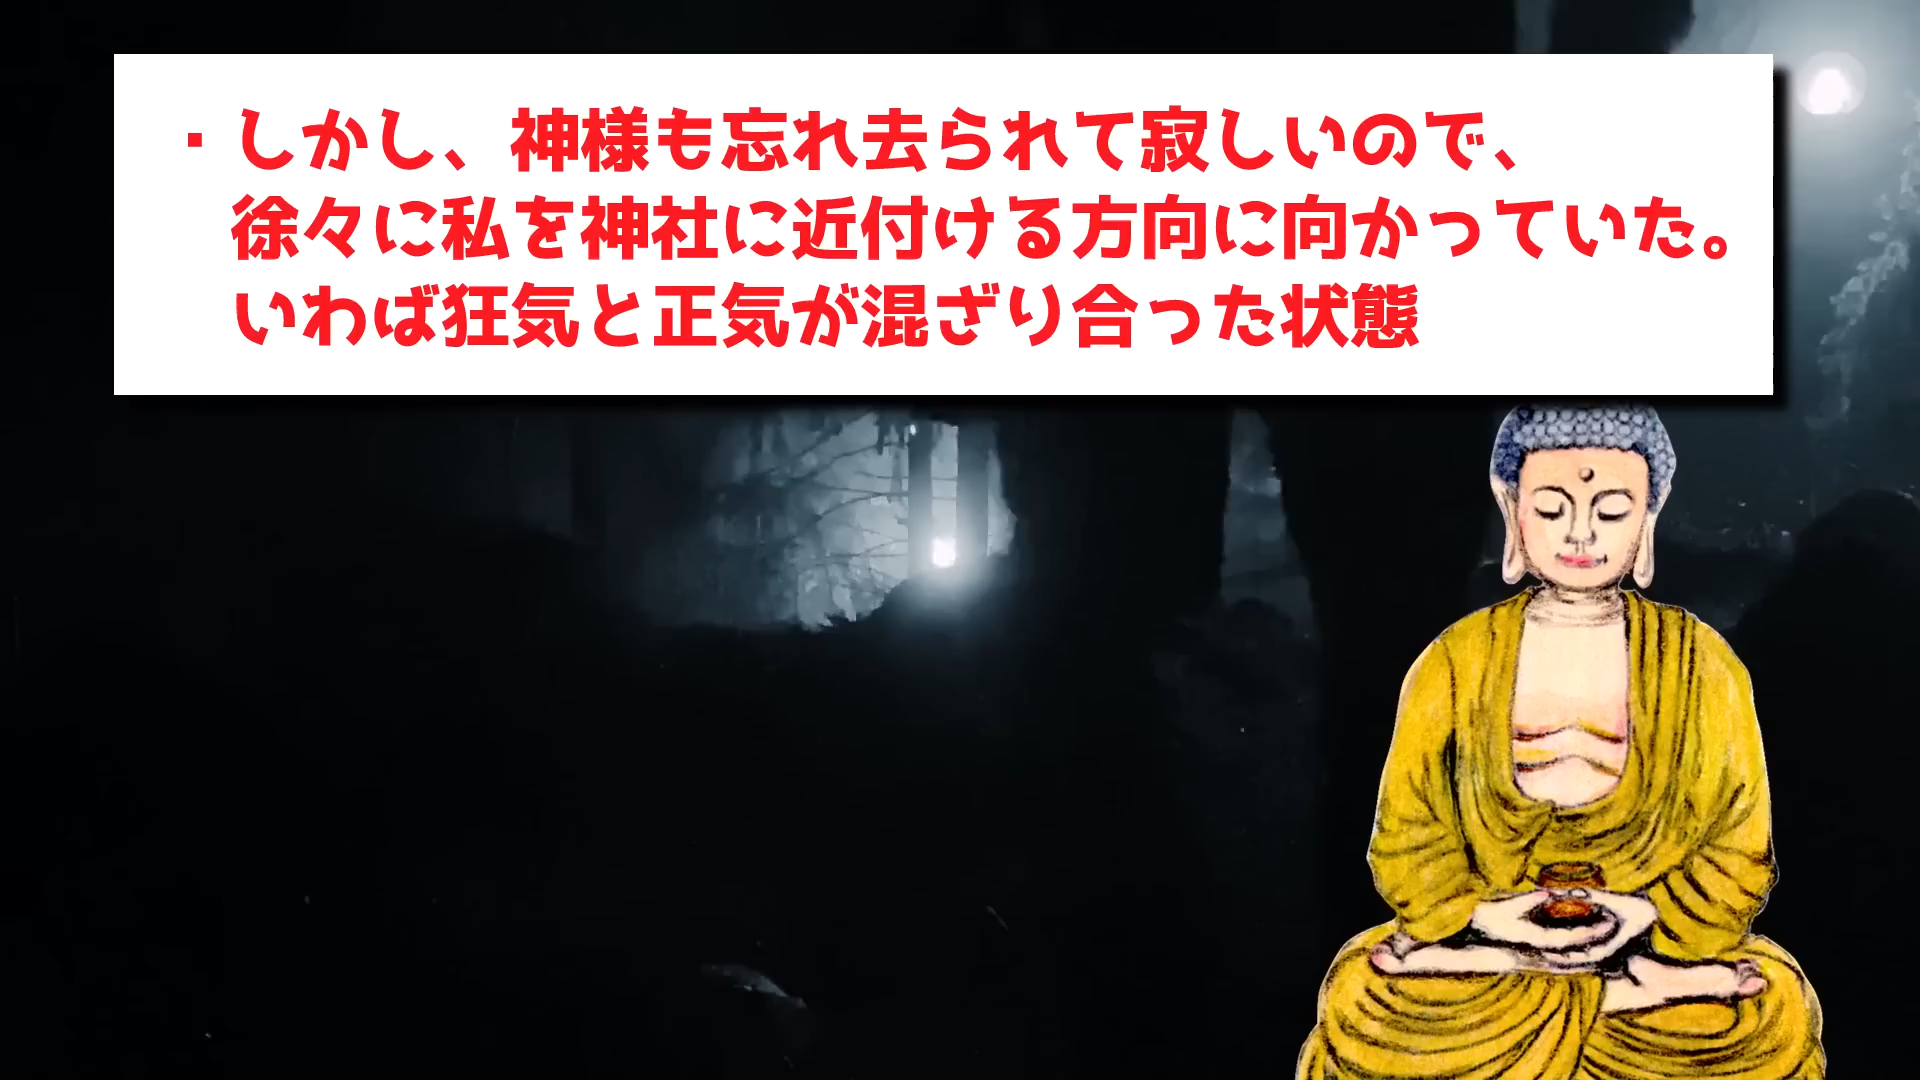 ・しかし、神様も忘れ去られて寂しいので、
徐々に私を神社に近付ける方向に向かっていた。
いわば狂気と正気が混ざり合った状態